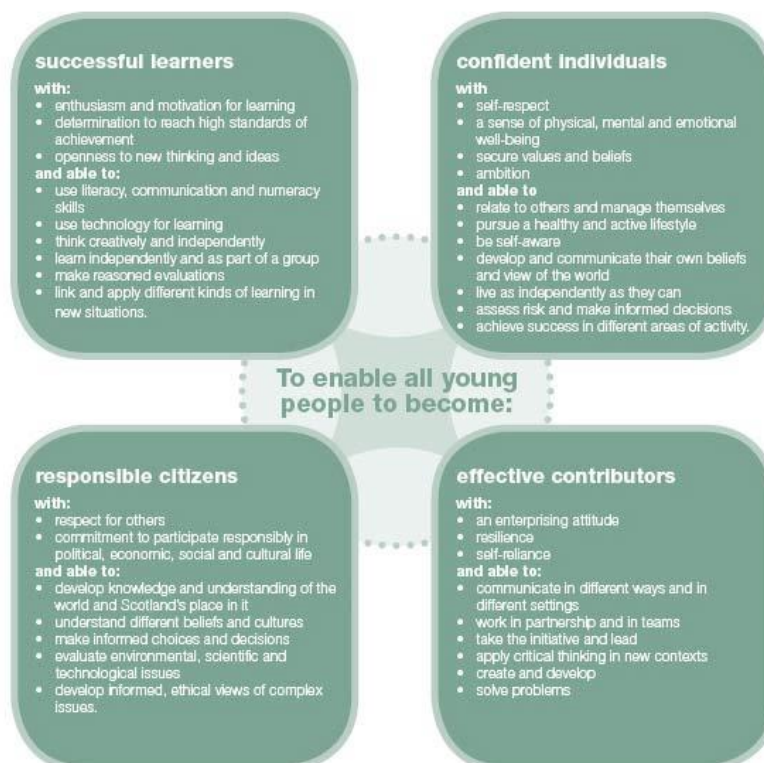 successful learners
with:
• enthusiasm and motivation for learning
• determination to reach high standards of
achievement
• openness to new thinking and ideas
and able to:
• use literacy, communication and numeracy
skills
• use technology for learning
• think creatively and independently
• learn independently and as part of a group
• make reasoned evaluations
• link and apply different kinds of learning in
new situations.
confident individuals
with
• self-respect
• a sense of physical, mental and emotional
well-being
• secure values and beliefs
• ambition
and able to
• relate to others and manage themselves
• pursue a healthy and active lifestyle
• be self-aware
• develop and communicate their own beliefs
and view of the world
• live as independently as they can
• assess risk and make informed decisions
• achieve success in different areas of activity.
To enable all young
people to become:
responsible citizens
with:
• respect for others
• commitment to participate responsibly in
political, economic, social and cultural life
and able to:
• develop knowledge and understanding of the
world and Scotland's place in it
• understand different beliefs and cultures
• make informed choices and decisions
• evaluate environmental, scientific and
technological issues
• develop informed, ethical views of complex
issues.
effective contributors
with:
• an enterprising attitude
• resilience
• self-reliance
and able to:
• communicate in different ways and in
different settings
• work in partnership and in teams
• take the initiative and lead
• apply critical thinking in new contexts
• create and develop
• solve problems